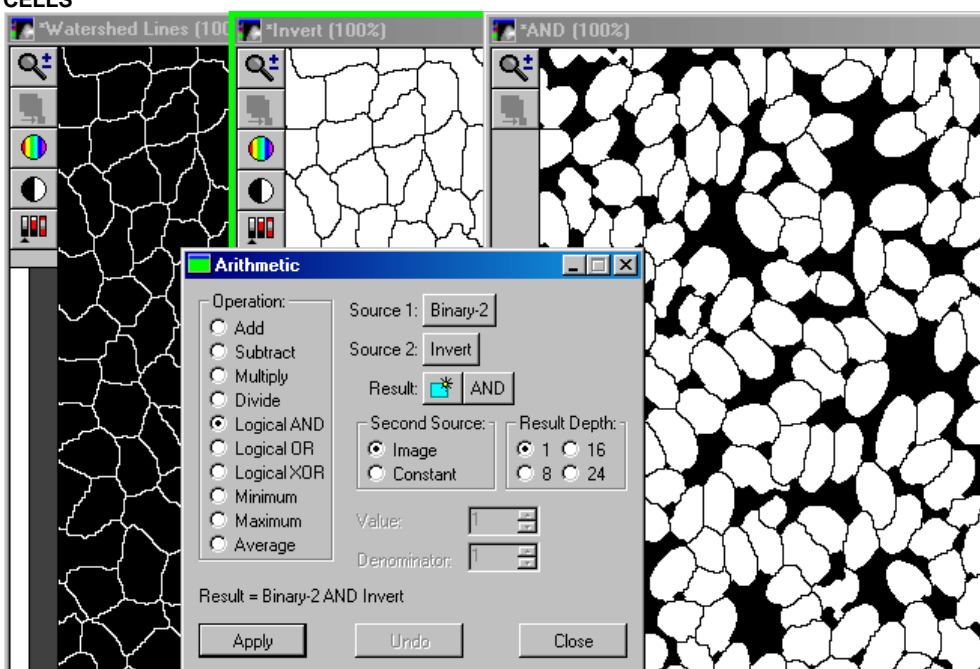 CELLS
*Watershed Lines (100
*Invert (100%)
*AND (100%)
Arithmetic
Operation:
Add
Subtract
Multiply
Divide
Logical AND
Logical OR
Logical XOR
Minimum
Maximum
Average
Source 1: Binary-2
Source 2: Invert
Result: AND
Second Source:
Image
Constant
Result Depth:
1 16
8 24
Value: 1
Denominator: 1
Result = Binary-2 AND Invert
Apply Undo Close